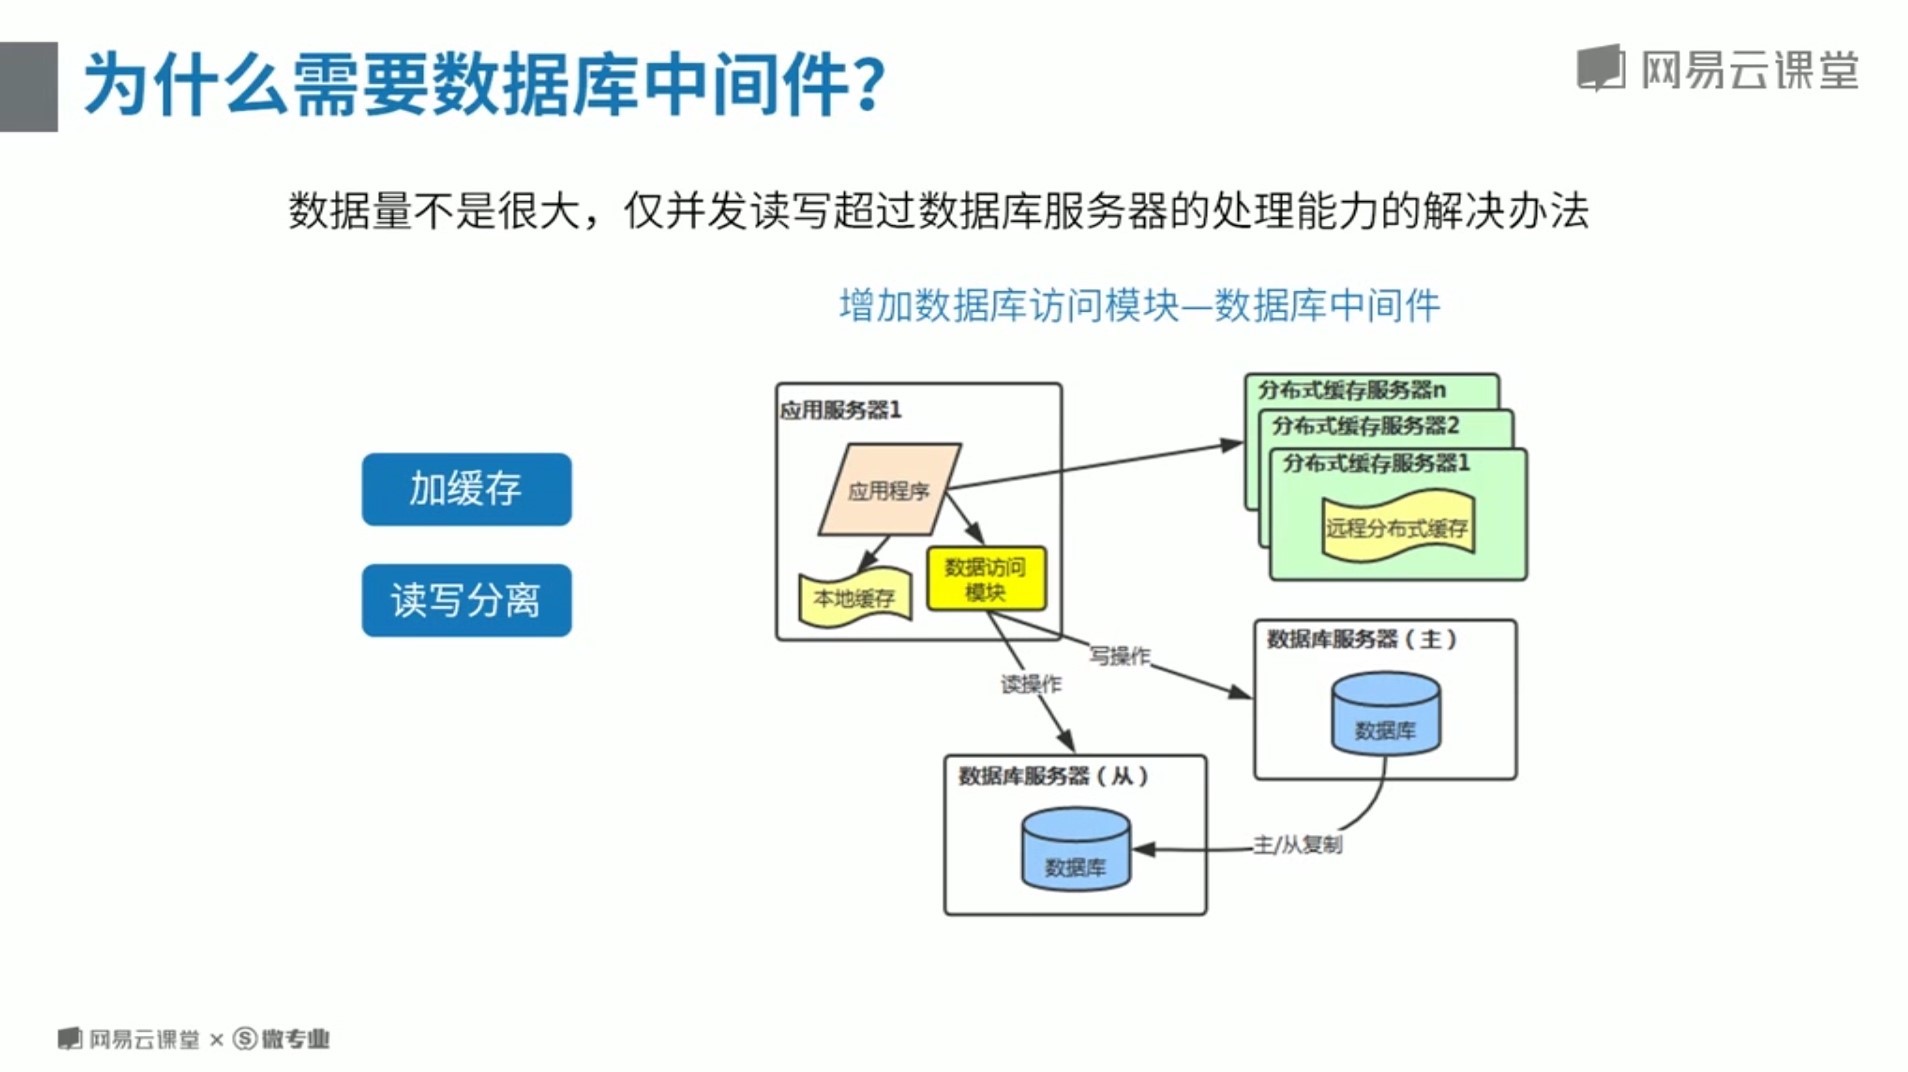 为什么需要数据库中间件?
网易云课堂
数据量不是很大，仅并发读写超过数据库服务器的处理能力的解决办法
增加数据库访问模块—数据库中间件
加缓存
读写分离
应用服务器1
应用程序
本地缓存
数据访问
模块
分布式缓存服务器n
分布式缓存服务器2
分布式缓存服务器1
远程分布式缓存
写操作
读操作
数据库服务器（主）
数据库
数据库服务器（从）
数据库
主/从复制
网易云课堂 × 微专业